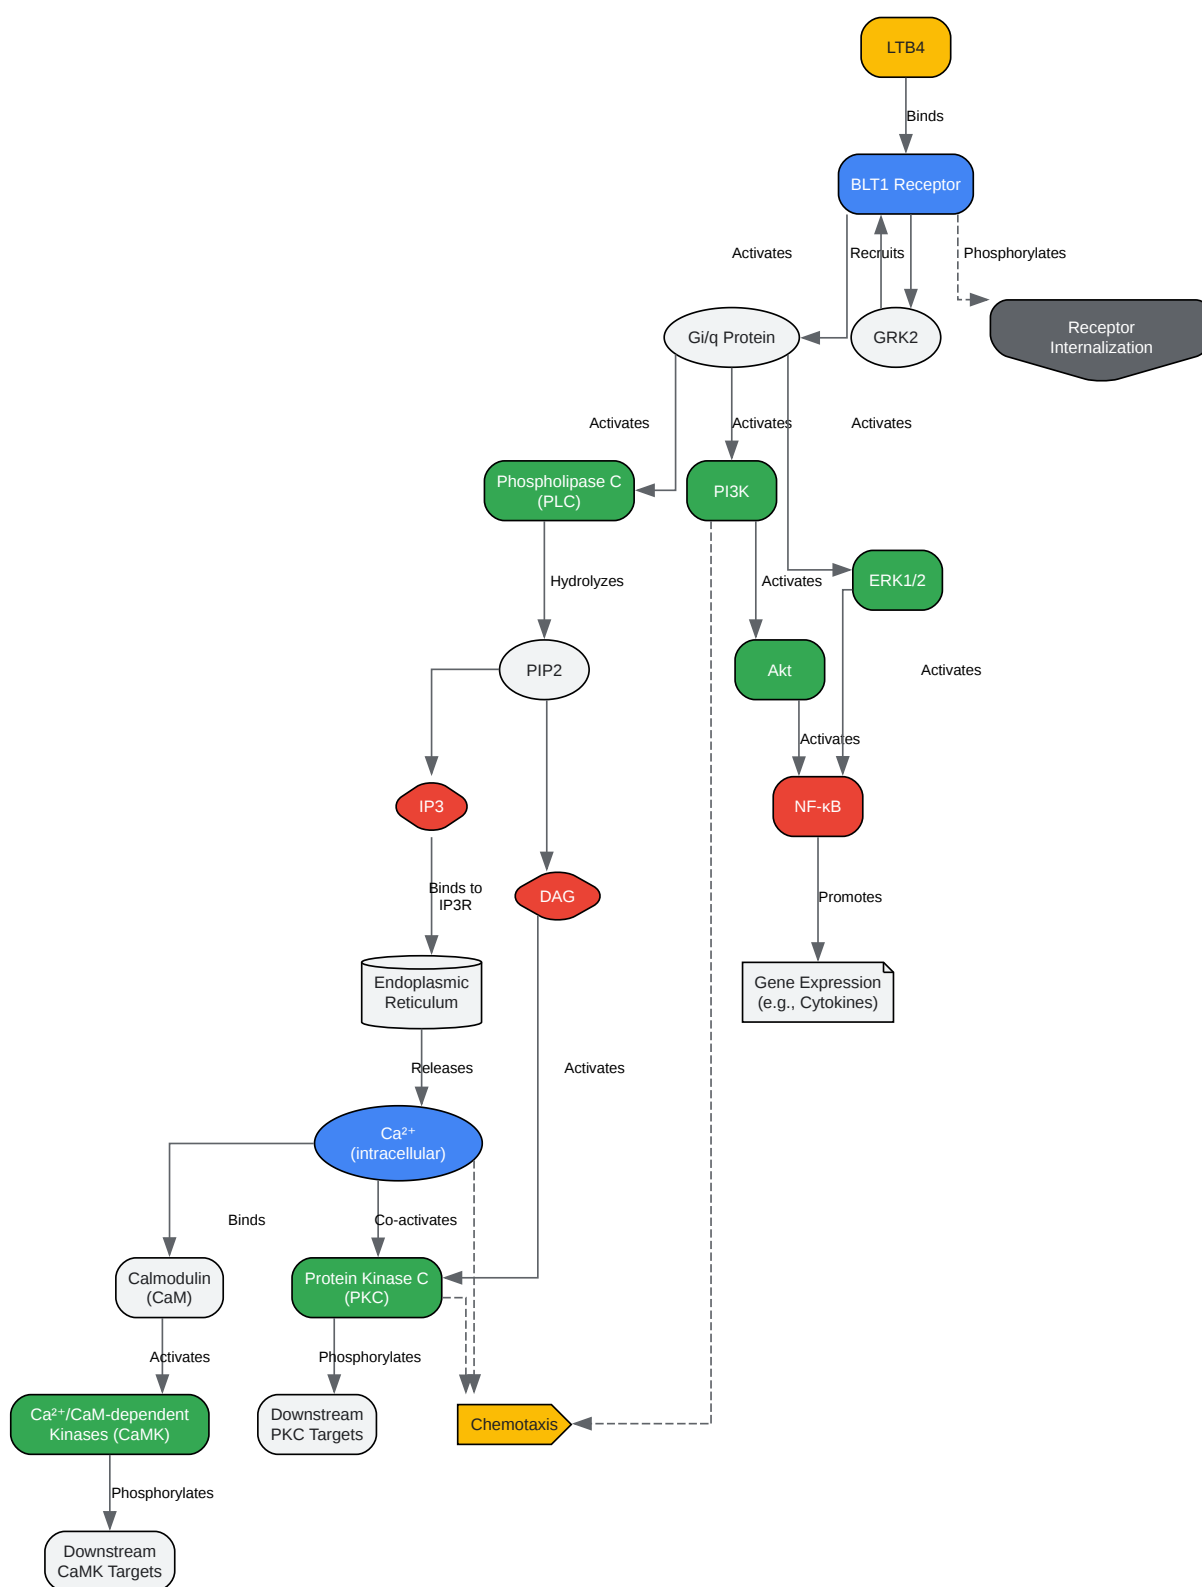 LTB4
Binds
BLT1 Receptor
Activates
Recruits
Phosphorylates
Gi/q Protein
GRK2
Receptor
Internalization
Activates
Activates
Activates
Phospholipase C
(PLC)
PI3K
Hydrolyzes
Activates
ERK1/2
PIP2
Akt
Activates
Activates
IP3
NF-κB
Binds to
IP3R
DAG
Promotes
Endoplasmic
Reticulum
Gene Expression
(e.g., Cytokines)
Releases
Activates
Ca²⁺
(intracellular)
Binds
Co-activates
Calmodulin
(CaM)
Protein Kinase C
(PKC)
Activates
Phosphorylates
Ca²⁺/CaM-dependent
Kinases (CaMK)
Downstream
PKC Targets
Chemotaxis
Phosphorylates
Downstream
CaMK Targets